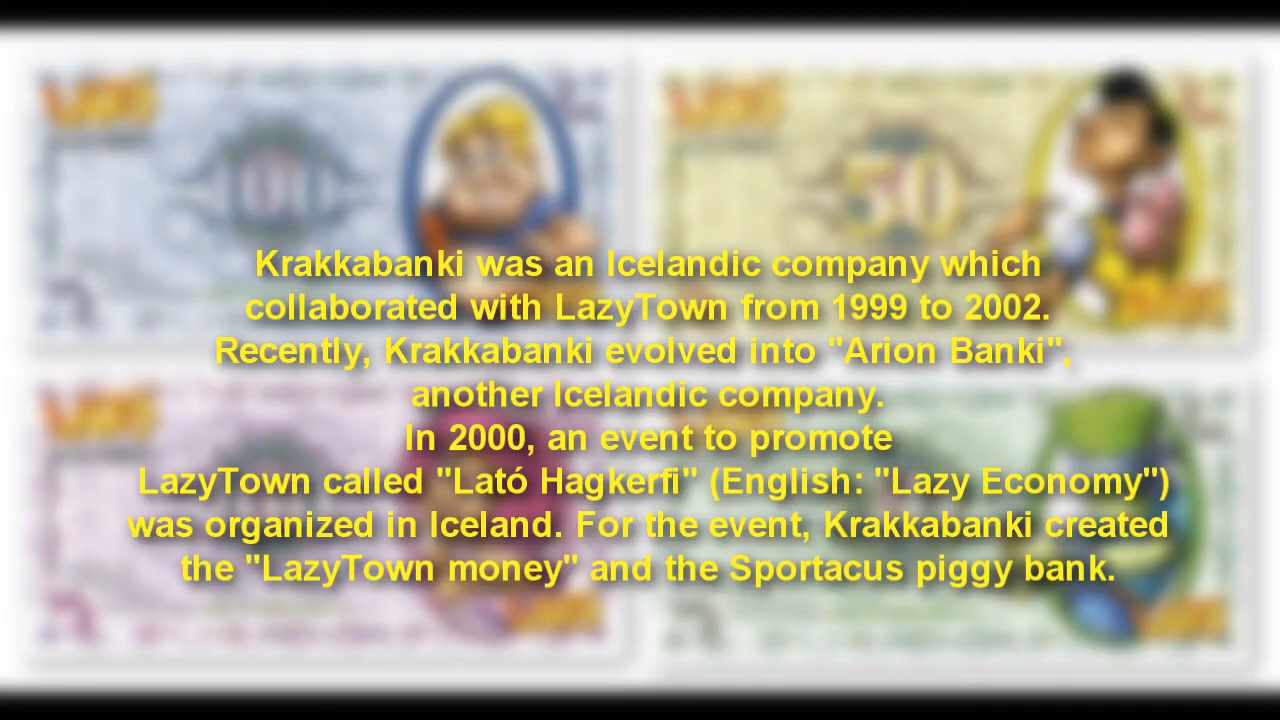 Krakkabanki was an Icelandic company which
collaborated with LazyTown from 1999 to 2002.
Recently, Krakkabanki evolved into "Arion Banki",
another Icelandic company.
In 2000, an event to promote
LazyTown called "Lató Hagkerfi" (English: "Lazy Economy")
was organized in Iceland. For the event, Krakkabanki created
the "LazyTown money" and the Sportacus piggy bank.
100
50